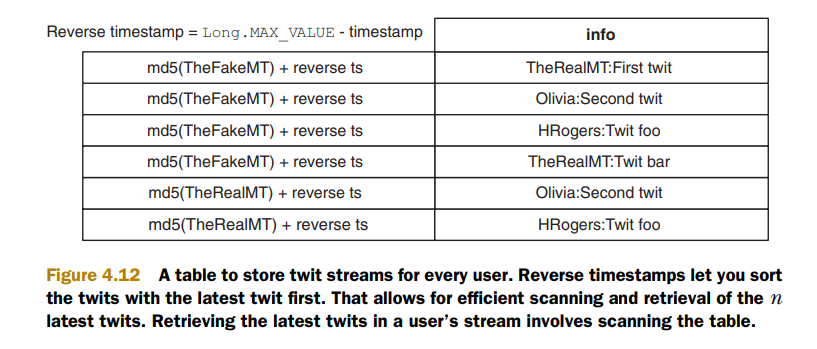 Reverse timestamp = Long.MAX_VALUE - timestamp info
md5(TheFakeMT) + reverse ts TheRealMT:First twit
md5(TheFakeMT) + reverse ts Olivia:Second twit
md5(TheFakeMT) + reverse ts HRogers:Twit foo
md5(TheFakeMT) + reverse ts TheRealMT:Twit bar
md5(TheRealMT) + reverse ts Olivia:Second twit
md5(TheRealMT) + reverse ts HRogers:Twit foo
Figure 4.12 A table to store twit streams for every user. Reverse timestamps let you sort
the twits with the latest twit first. That allows for efficient scanning and retrieval of the n
latest twits. Retrieving the latest twits in a user's stream involves scanning the table.